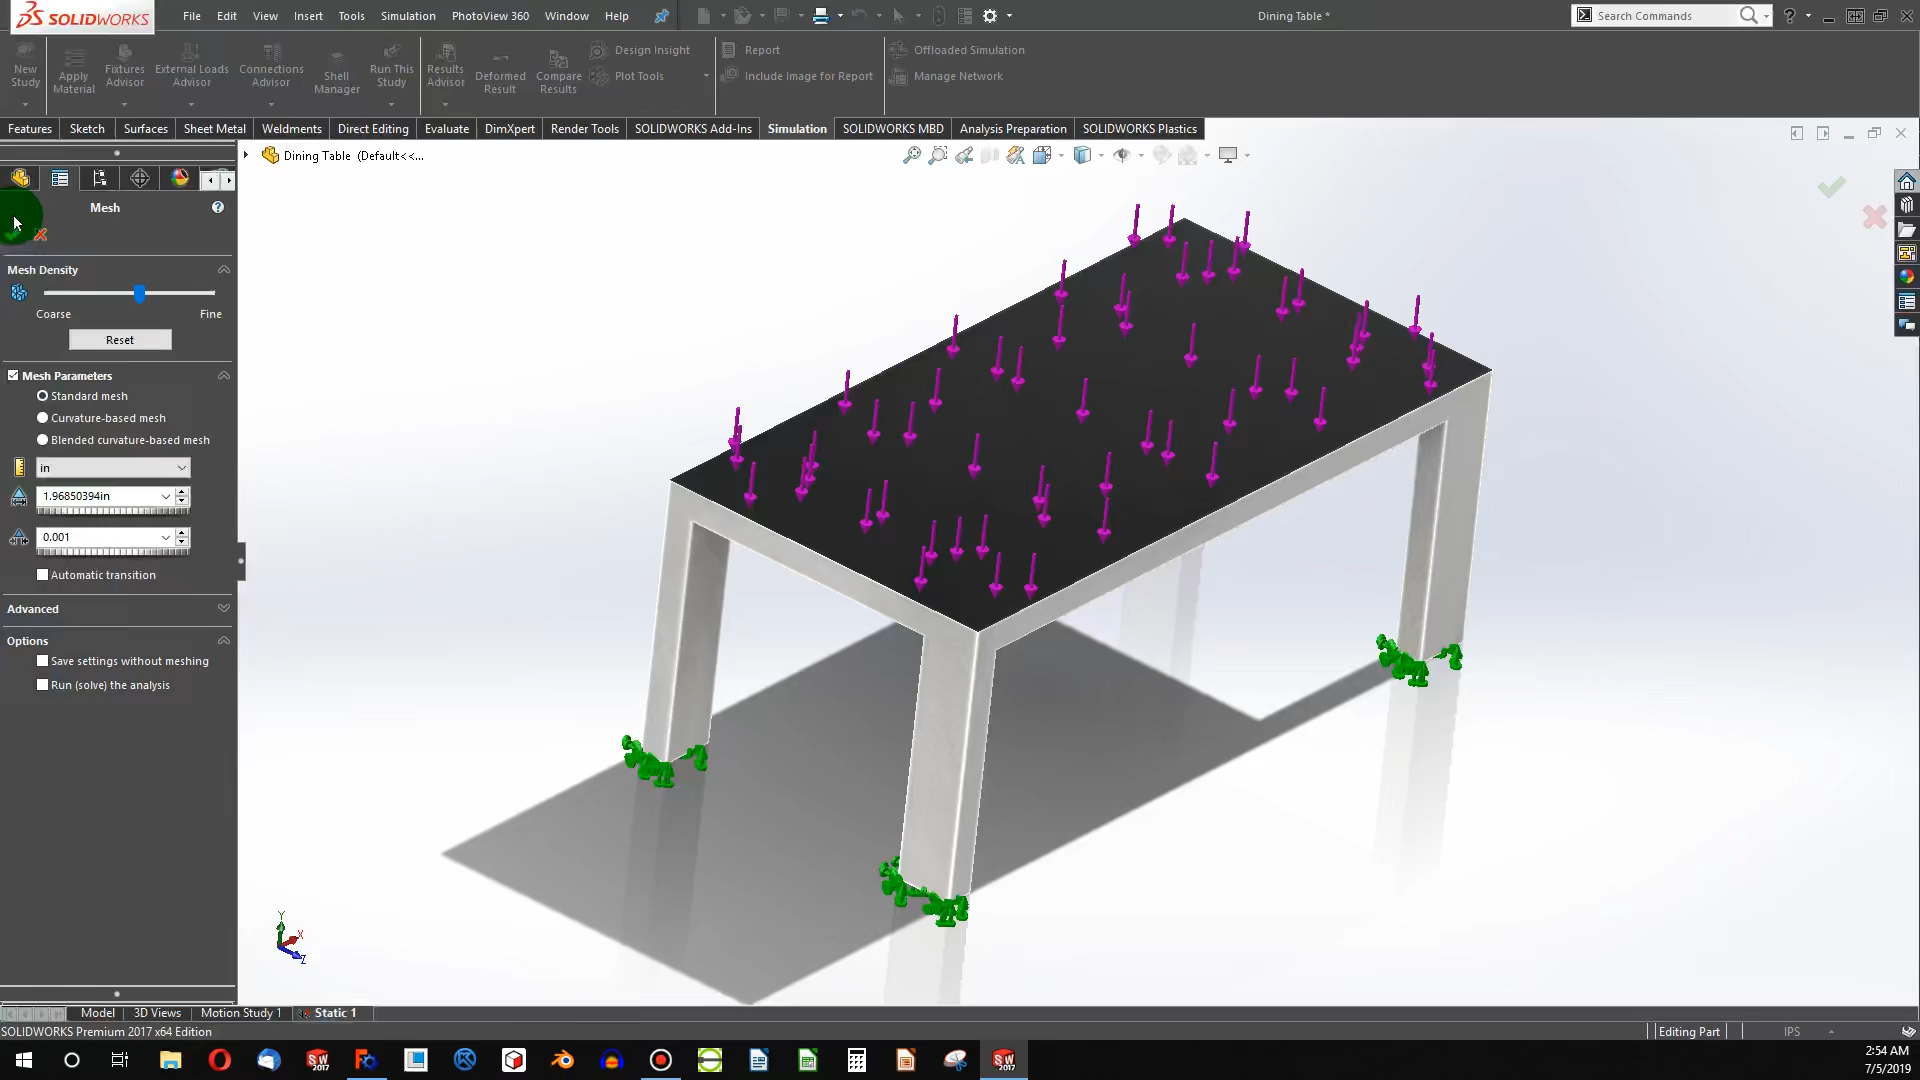 SOLIDWORKS File Edit View Insert Tools Simulation PhotoView 360 Window Help Dining Table * Search Commands ?
New Study
Apply Material
Fixtures Advisor
External Loads Advisor
Connections Advisor
Shell Manager
Run This Study
Results Advisor
Deformed Result
Compare Results
Design Insight
Plot Tools
Report
Include Image for Report
Offloaded Simulation
Manage Network
Features Sketch Surfaces Sheet Metal Weldments Direct Editing Evaluate DimXpert Render Tools SOLIDWORKS Add-Ins Simulation SOLIDWORKS MBD Analysis Preparation SOLIDWORKS Plastics
Dining Table (Default<<...
Mesh ?
Mesh Density
Coarse Fine
Reset
Mesh Parameters
Standard mesh
Curvature-based mesh
Blended curvature-based mesh
in
1.96850394in
0.001
Automatic transition
Advanced
Options
Save settings without meshing
Run (solve) the analysis
Y
X
Z
Model 3D Views Motion Study 1 Static 1
SOLIDWORKS Premium 2017 x64 Edition Editing Part IPS
SW 2017
SW 2017
2:54 AM
7/5/2019